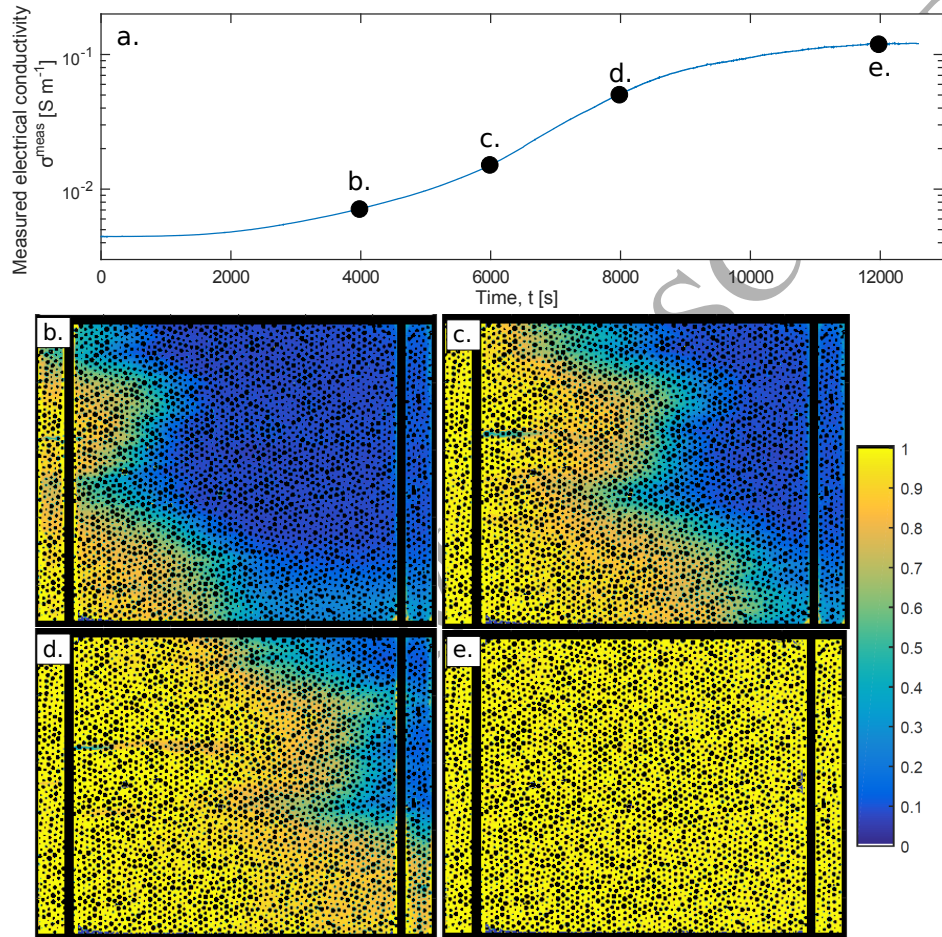 a.
Measured electrical conductivity
σ^meas [S m⁻¹]
10⁻¹
10⁻²
b.
c.
d.
e.
0 2000 4000 6000 8000 10000 12000
Time, t [s]
b.
c.
d.
e.
1
0.9
0.8
0.7
0.6
0.5
0.4
0.3
0.2
0.1
0